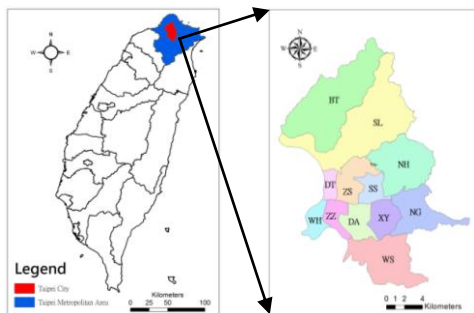 N
W
E
S
Legend
Taipei City
Taipei Metropolitan Area
0 25 50 100
Kilometers
BT
SL
NH
DT
ZS
SS
WH
ZZ
DA
XY
NG
WS
0 1 2 4
Kilometers